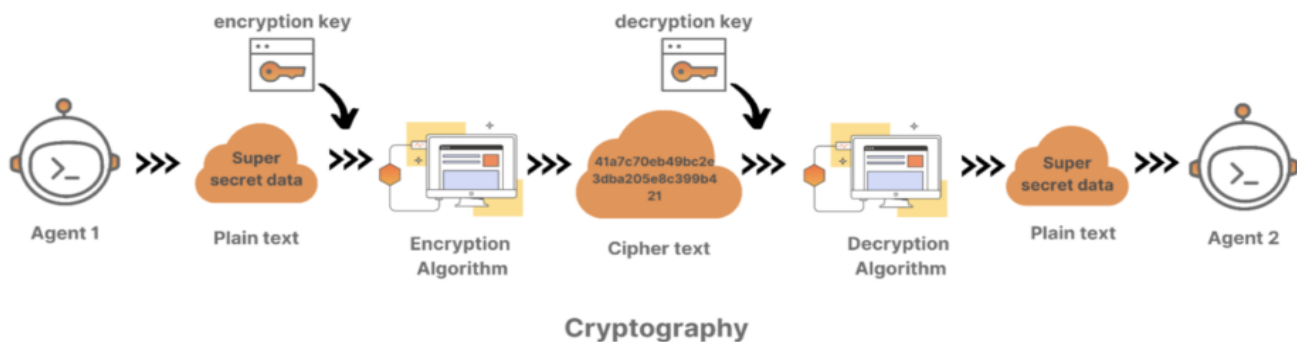 encryption key
decryption key
Super
secret data
41a7c70eb49bc2e
3dba205e8c399b4
21
Super
secret data
Agent 1
Plain text
Encryption
Algorithm
Cipher text
Decryption
Algorithm
Plain text
Agent 2
Cryptography